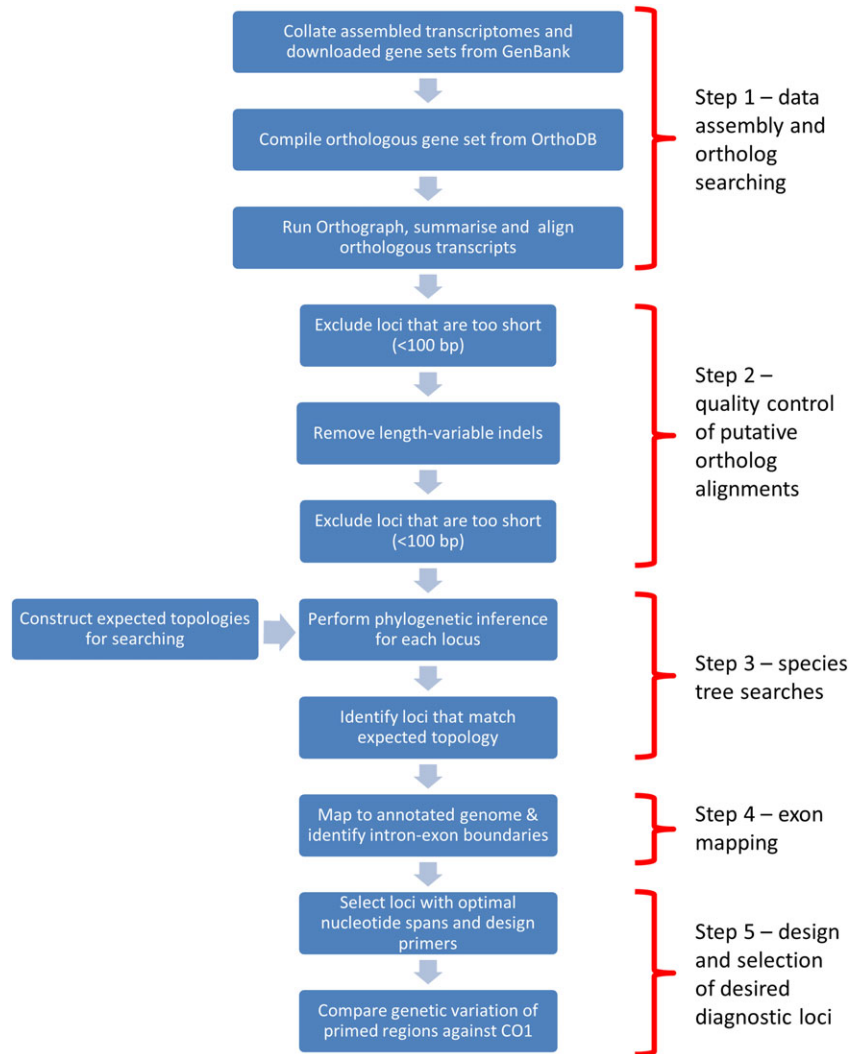 Collate assembled transcriptomes and
downloaded gene sets from GenBank
Compile orthologous gene set from OrthoDB
Run Orthograph, summarise and align
orthologous transcripts
Step 1 – data
assembly and
ortholog
searching
Exclude loci that are too short
(<100 bp)
Remove length-variable indels
Exclude loci that are too short
(<100 bp)
Step 2 –
quality control
of putative
ortholog
alignments
Construct expected topologies
for searching
Perform phylogenetic inference
for each locus
Identify loci that match
expected topology
Step 3 – species
tree searches
Map to annotated genome &
identify intron-exon boundaries
Step 4 – exon
mapping
Select loci with optimal
nucleotide spans and design
primers
Compare genetic variation of
primed regions against CO1
Step 5 – design
and selection
of desired
diagnostic loci